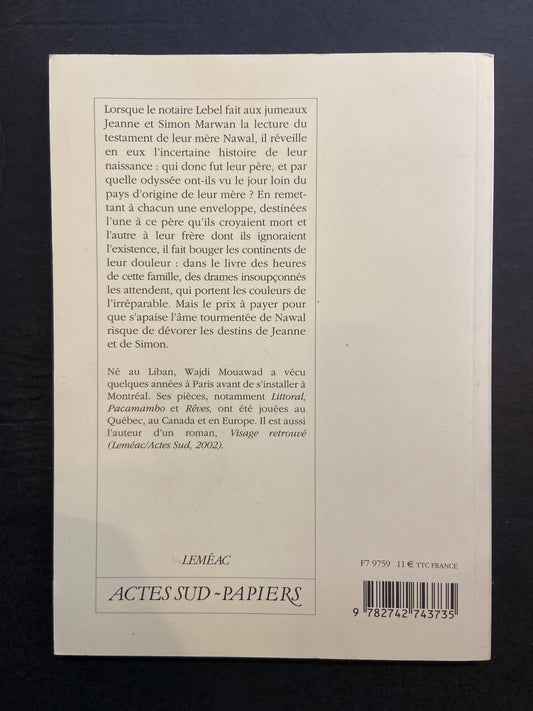 Lorsque le notaire Lebel fait aux jumeaux
Jeanne et Simon Marwan la lecture du
testament de leur mère Nawal, il réveille
en eux l'incertaine histoire de leur
naissance : qui donc fut leur père, et par
quelle odyssée ont-ils vu le jour loin du
pays d'origine de leur mère ? En remet-
tant à chacun une enveloppe, destinées
l'une à ce père qu'ils croyaient mort et
l'autre à leur frère dont ils ignoraient
l'existence, il fait bouger les continents de
leur douleur : dans le livre des heures
de cette famille, des drames insoupçonnés
les attendent, qui portent les couleurs de
l'irréparable. Mais le prix à payer pour
que s'apaise l'âme tourmentée de Nawal
risque de dévorer les destins de Jeanne
et de Simon.
Né au Liban, Wajdi Mouawad a vécu
quelques années à Paris avant de s'installer à
Montréal. Ses pièces, notamment Littoral,
Pacamambo et Rêves, ont été jouées au
Québec, au Canada et en Europe. Il est aussi
l'auteur d'un roman, Visage retrouvé
(Leméac/Actes Sud, 2002).
LEMÉAC
ACTES SUD ~ PAPIERS
F7 9759 11 € TTC FRANCE
9 782742 743735